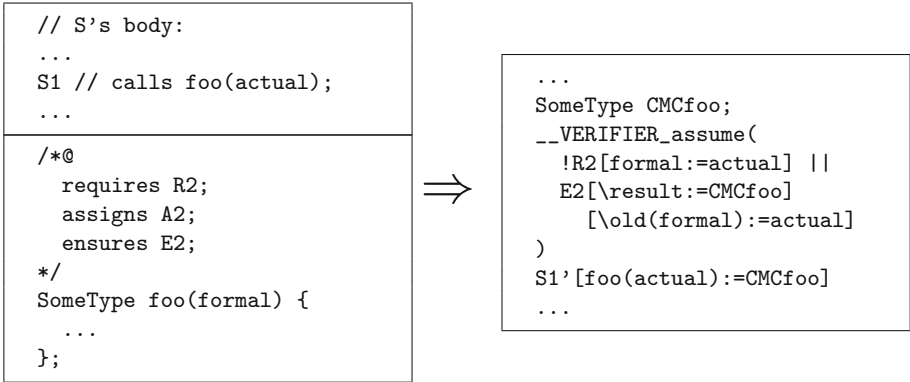 // S's body:
...
S1 // calls foo(actual);
...
/*@
  requires R2;
  assigns A2;
  ensures E2;
*/
SomeType foo(formal) {
  ...
};
⇒
...
SomeType CMCfoo;
__VERIFIER_assume(
  !R2[formal:=actual] ||
  E2[\result:=CMCfoo]
    [\old(formal):=actual]
)
S1'[foo(actual):=CMCfoo]
...